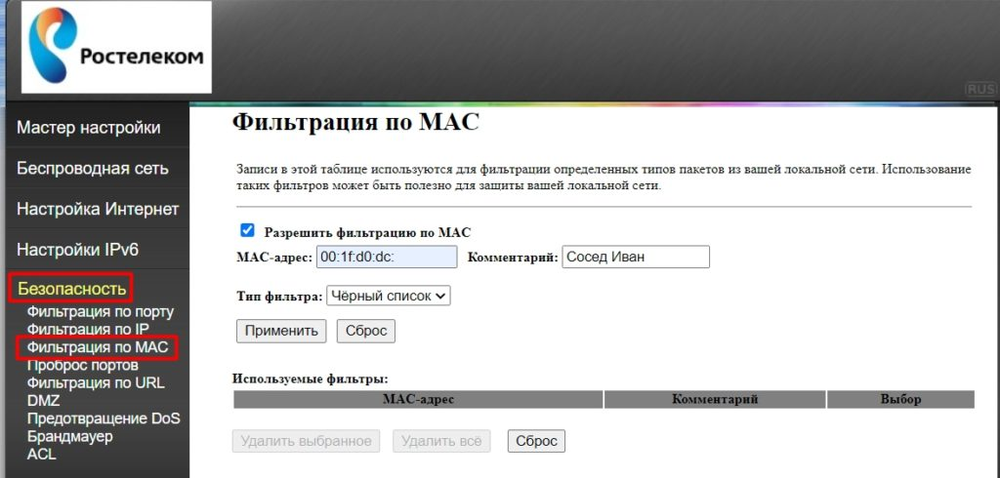 Ростелеком
RUS
Мастер настройки
Беспроводная сеть
Настройка Интернет
Настройки IPv6
Безопасность
Фильтрация по порту
Фильтрация по IP
Фильтрация по MAC
Проброс портов
Фильтрация по URL
DMZ
Предотвращение DoS
Брандмауер
ACL
Фильтрация по MAC
Записи в этой таблице используются для фильтрации определенных типов пакетов из вашей локальной сети. Использование
таких фильтров может быть полезно для защиты вашей локальной сети.
Разрешить фильтрацию по MAC
MAC-адрес: 00:1f:d0:dc: Комментарий: Сосед Иван
Тип фильтра: Чёрный список
Применить Сброс
Используемые фильтры:
MAC-адрес Комментарий Выбор
Удалить выбранное Удалить всё Сброс